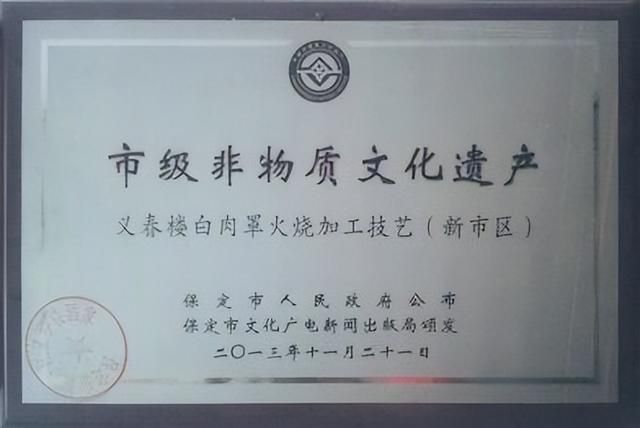 市级非物质文化遗产
义春楼白肉罩火烧加工技艺（新市区）
保定市人民政府公布
保定市文化广电新闻出版局颁发
二〇一三年十一月二十一日